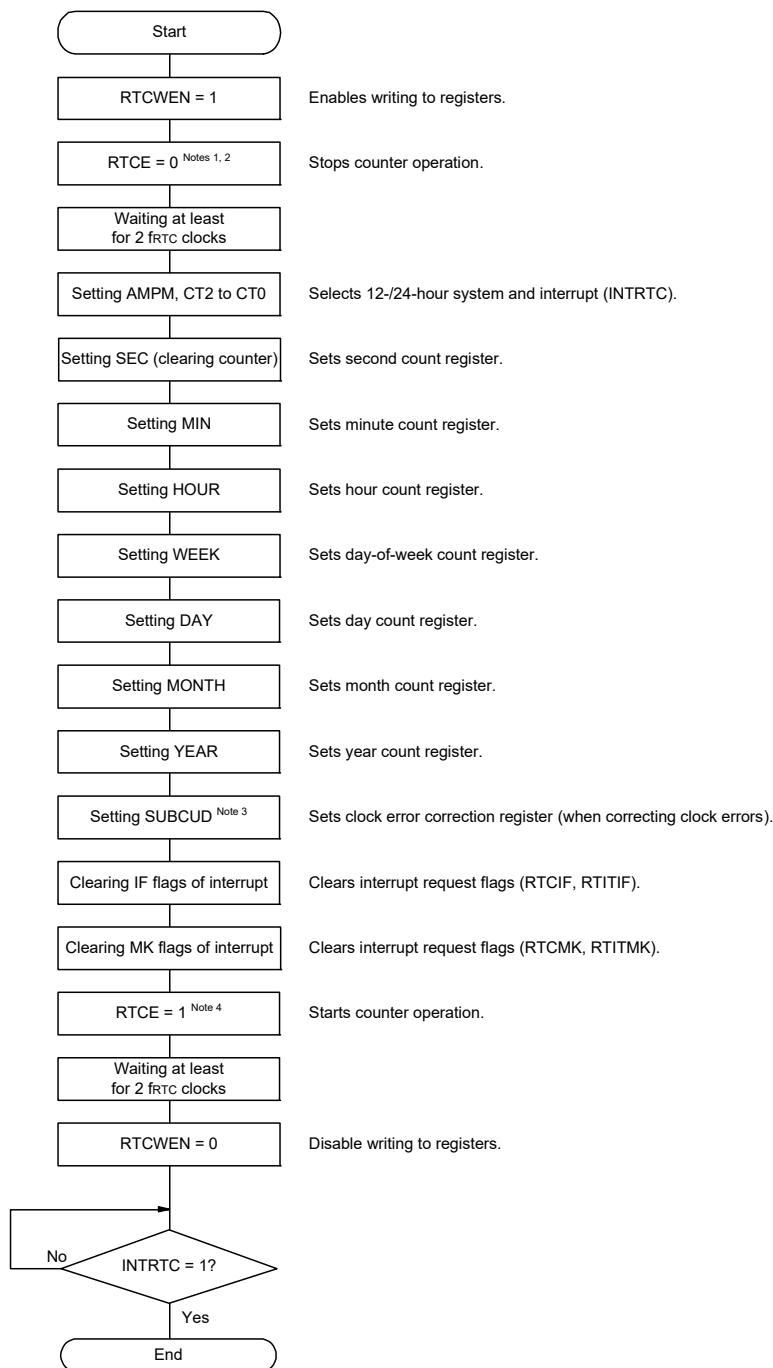 Start
RTCWEN = 1
Enables writing to registers.
RTCE = 0 Notes 1, 2
Stops counter operation.
Waiting at least
for 2 fRTC clocks
Setting AMPM, CT2 to CT0
Selects 12-/24-hour system and interrupt (INTRTC).
Setting SEC (clearing counter)
Sets second count register.
Setting MIN
Sets minute count register.
Setting HOUR
Sets hour count register.
Setting WEEK
Sets day-of-week count register.
Setting DAY
Sets day count register.
Setting MONTH
Sets month count register.
Setting YEAR
Sets year count register.
Setting SUBCUD Note 3
Sets clock error correction register (when correcting clock errors).
Clearing IF flags of interrupt
Clears interrupt request flags (RTCIF, RTITIF).
Clearing MK flags of interrupt
Clears interrupt request flags (RTCMK, RTITMK).
RTCE = 1 Note 4
Starts counter operation.
Waiting at least
for 2 fRTC clocks
RTCWEN = 0
Disable writing to registers.
No
INTRTC = 1?
Yes
End